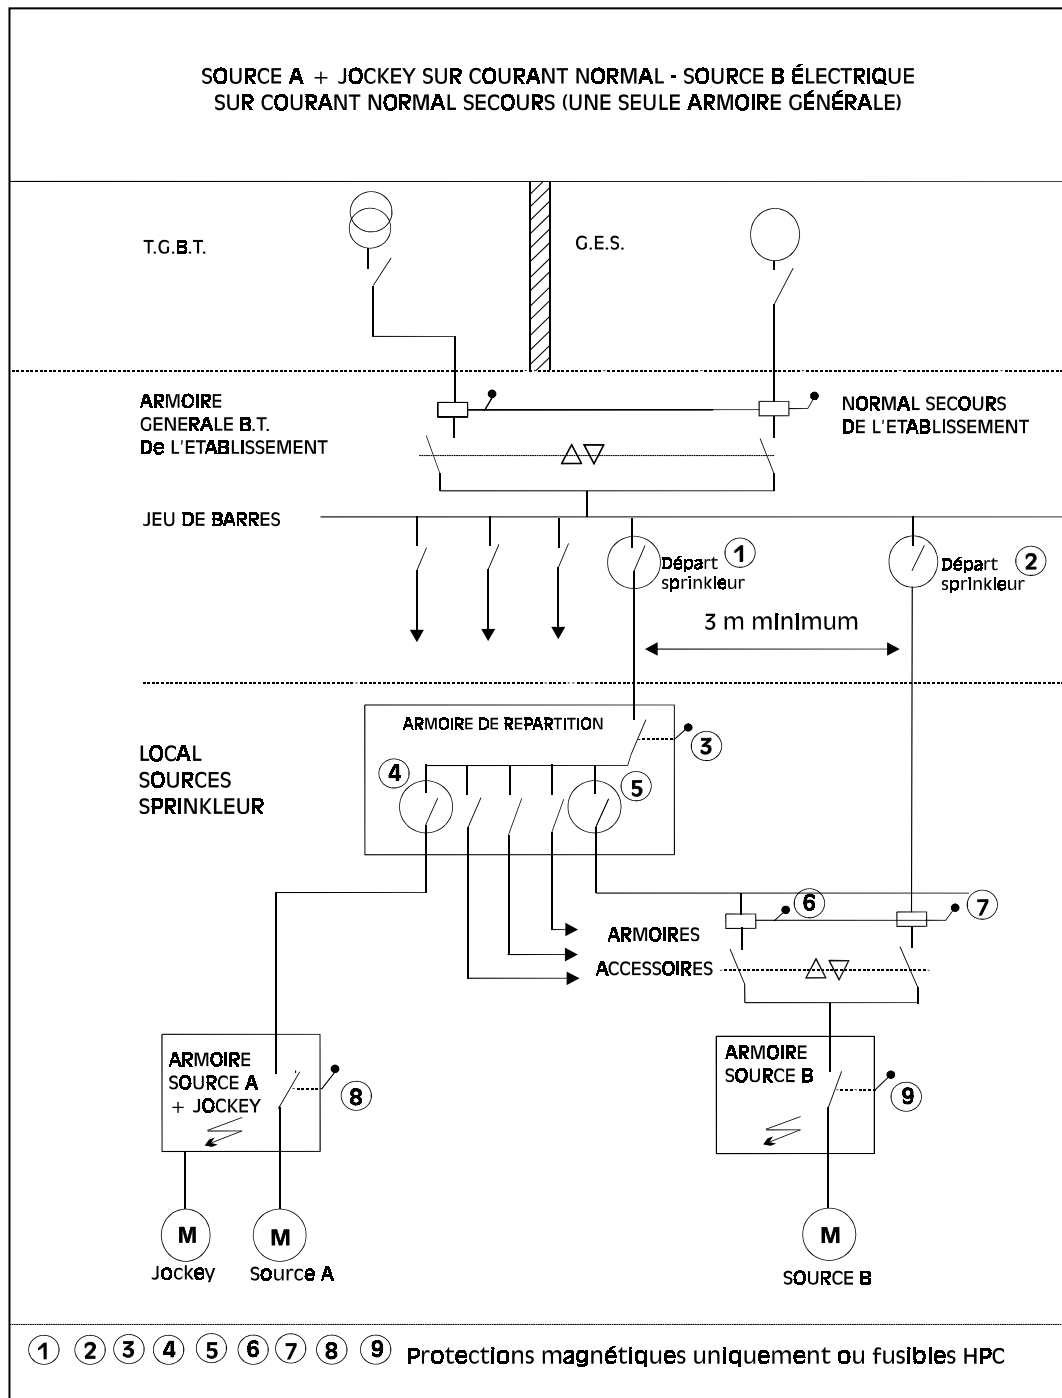 SOURCE A + JOCKEY SUR COURANT NORMAL - SOURCE B ÉLECTRIQUE
SUR COURANT NORMAL SECOURS (UNE SEULE ARMOIRE GÉNÉRALE)
T.G.B.T.
G.E.S.
ARMOIRE
GENERALE B.T.
De L'ETABLISSEMENT
NORMAL SECOURS
DE L'ETABLISSEMENT
JEU DE BARRES
Départ
sprinkleur
1
Départ
sprinkleur
2
3 m minimum
ARMOIRE DE REPARTITION
3
LOCAL
SOURCES
SPRINKLEUR
4
5
6
7
ARMOIRES
ACCESSOIRES
ARMOIRE
SOURCE A
+ JOCKEY
8
ARMOIRE
SOURCE B
9
M
M
M
Jockey
Source A
SOURCE B
1 2 3 4 5 6 7 8 9 Protections magnétiques uniquement ou fusibles HPC